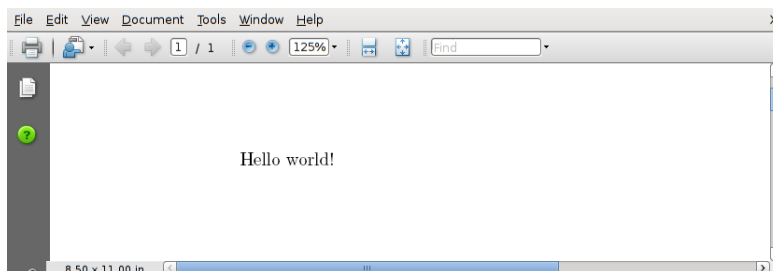 File Edit View Document Tools Window Help
1 / 1 125% Find
Hello world!
8.50 x 11.00 in